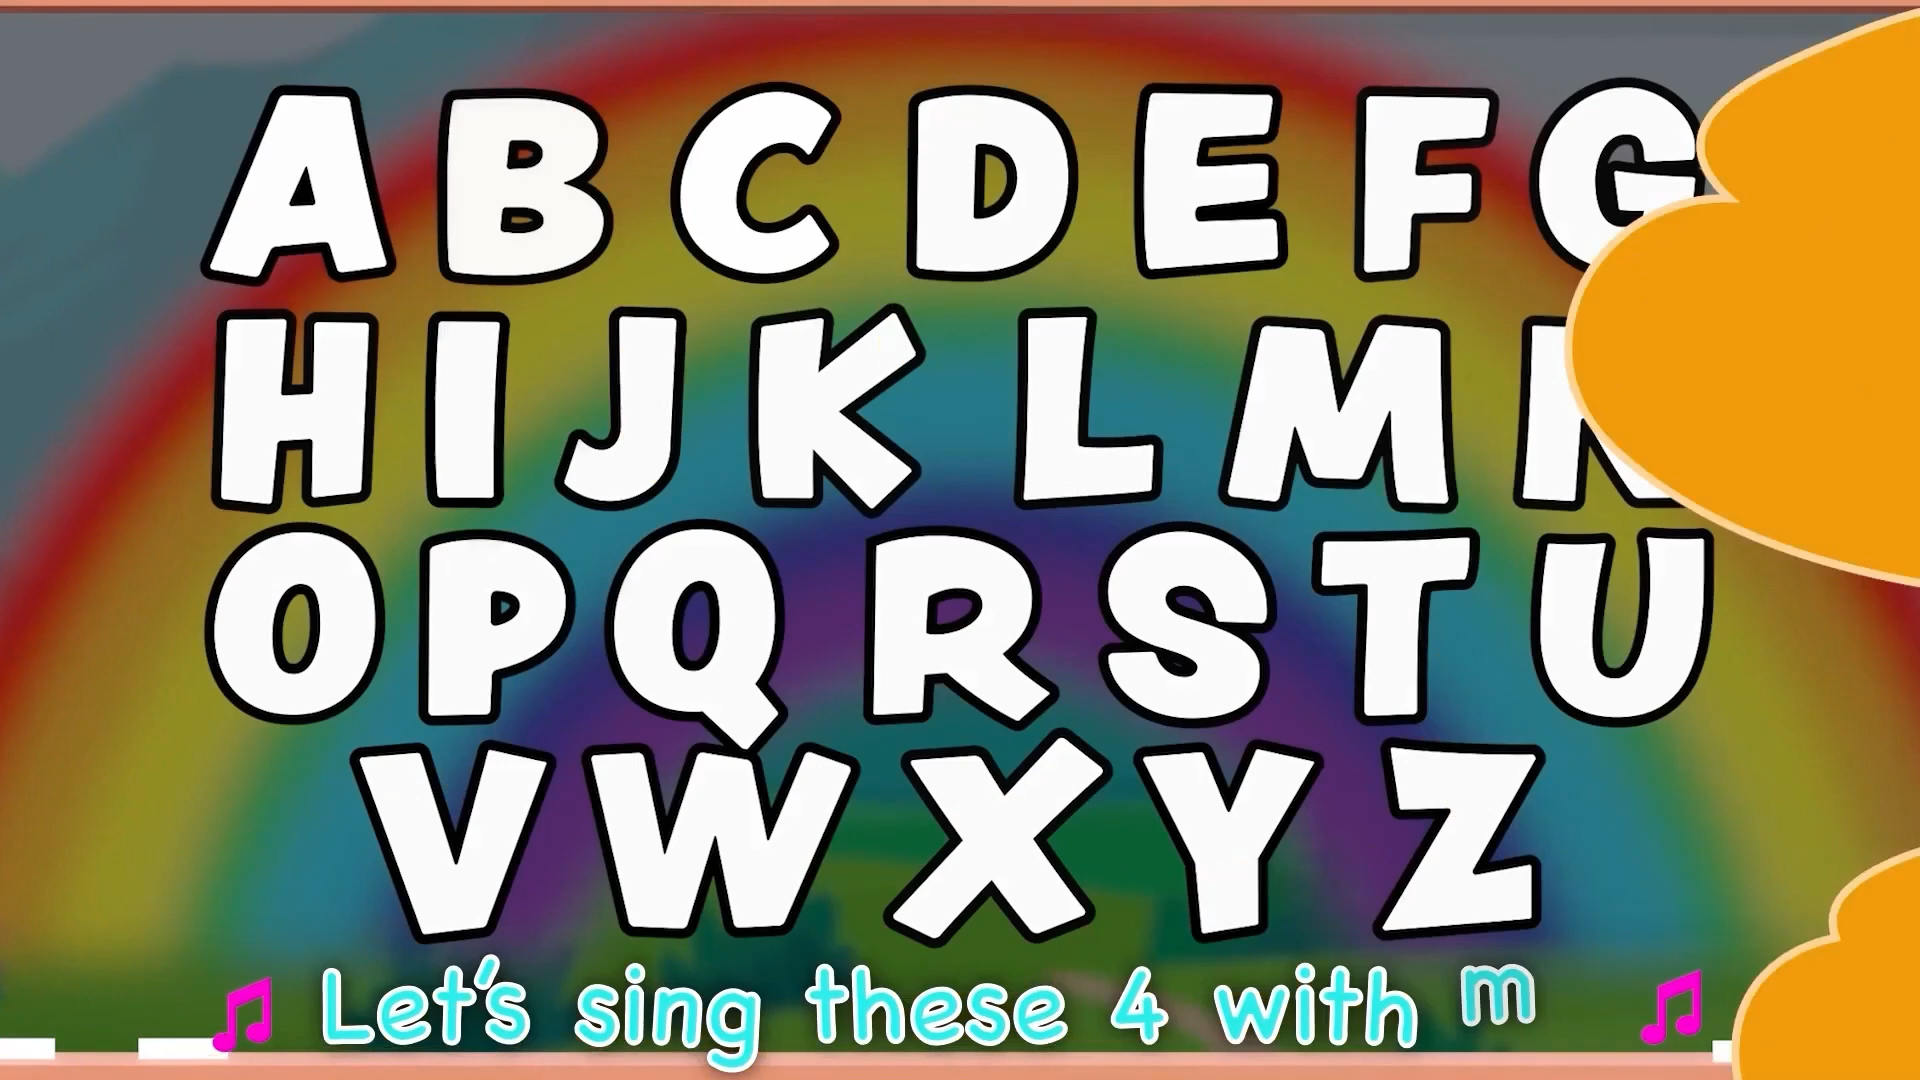 A B C D E F G
H I J K L M N
O P Q R S T U
V W X Y Z
Let's sing these 4 with m